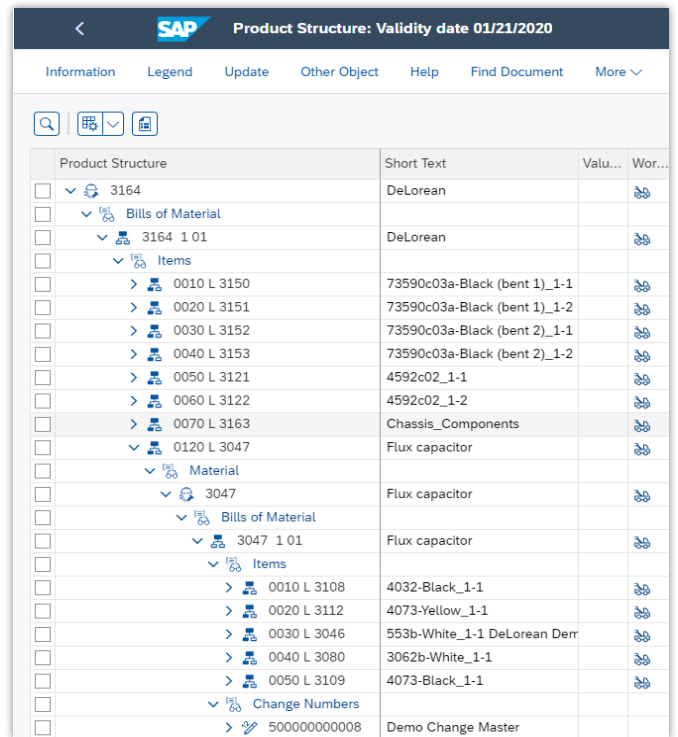 SAP Product Structure: Validity date 01/21/2020
Information Legend Update Other Object Help Find Document More
Product Structure Short Text Valu... Wor...
3164 DeLorean
Bills of Material
3164 1 01 DeLorean
Items
0010 L 3150 73590c03a-Black (bent 1)_1-1
0020 L 3151 73590c03a-Black (bent 1)_1-2
0030 L 3152 73590c03a-Black (bent 2)_1-1
0040 L 3153 73590c03a-Black (bent 2)_1-2
0050 L 3121 4592c02_1-1
0060 L 3122 4592c02_1-2
0070 L 3163 Chassis_Components
0120 L 3047 Flux capacitor
Material
3047 Flux capacitor
Bills of Material
3047 1 01 Flux capacitor
Items
0010 L 3108 4032-Black_1-1
0020 L 3112 4073-Yellow_1-1
0030 L 3046 553b-White_1-1 DeLorean Dem
0040 L 3080 3062b-White_1-1
0050 L 3109 4073-Black_1-1
Change Numbers
500000000008 Demo Change Master